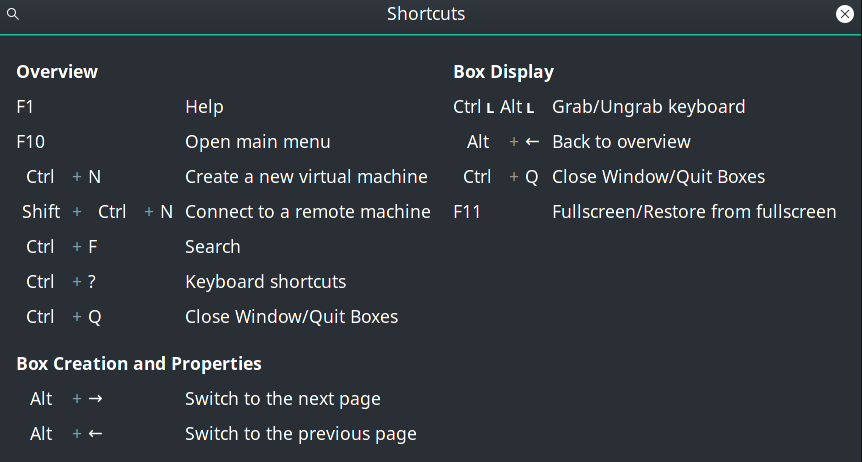 Shortcuts
Overview
F1 Help
F10 Open main menu
Ctrl + N Create a new virtual machine
Shift + Ctrl + N Connect to a remote machine
Ctrl + F Search
Ctrl + ? Keyboard shortcuts
Ctrl + Q Close Window/Quit Boxes
Box Creation and Properties
Alt + → Switch to the next page
Alt + ← Switch to the previous page
Box Display
Ctrl L Alt L Grab/Ungrab keyboard
Alt + ← Back to overview
Ctrl + Q Close Window/Quit Boxes
F11 Fullscreen/Restore from fullscreen